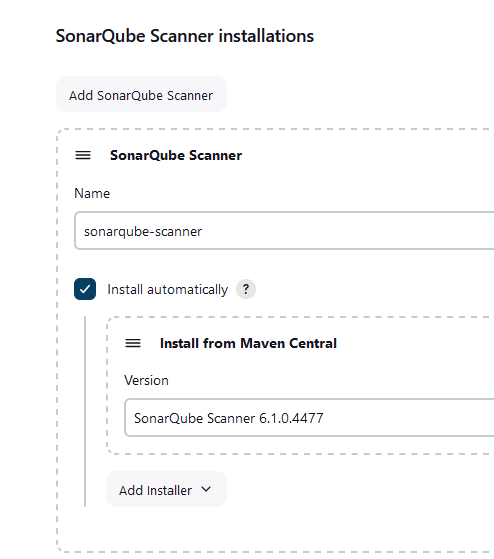 SonarQube Scanner installations
Add SonarQube Scanner
SonarQube Scanner
Name
sonarqube-scanner
Install automatically ?
Install from Maven Central
Version
SonarQube Scanner 6.1.0.4477
Add Installer